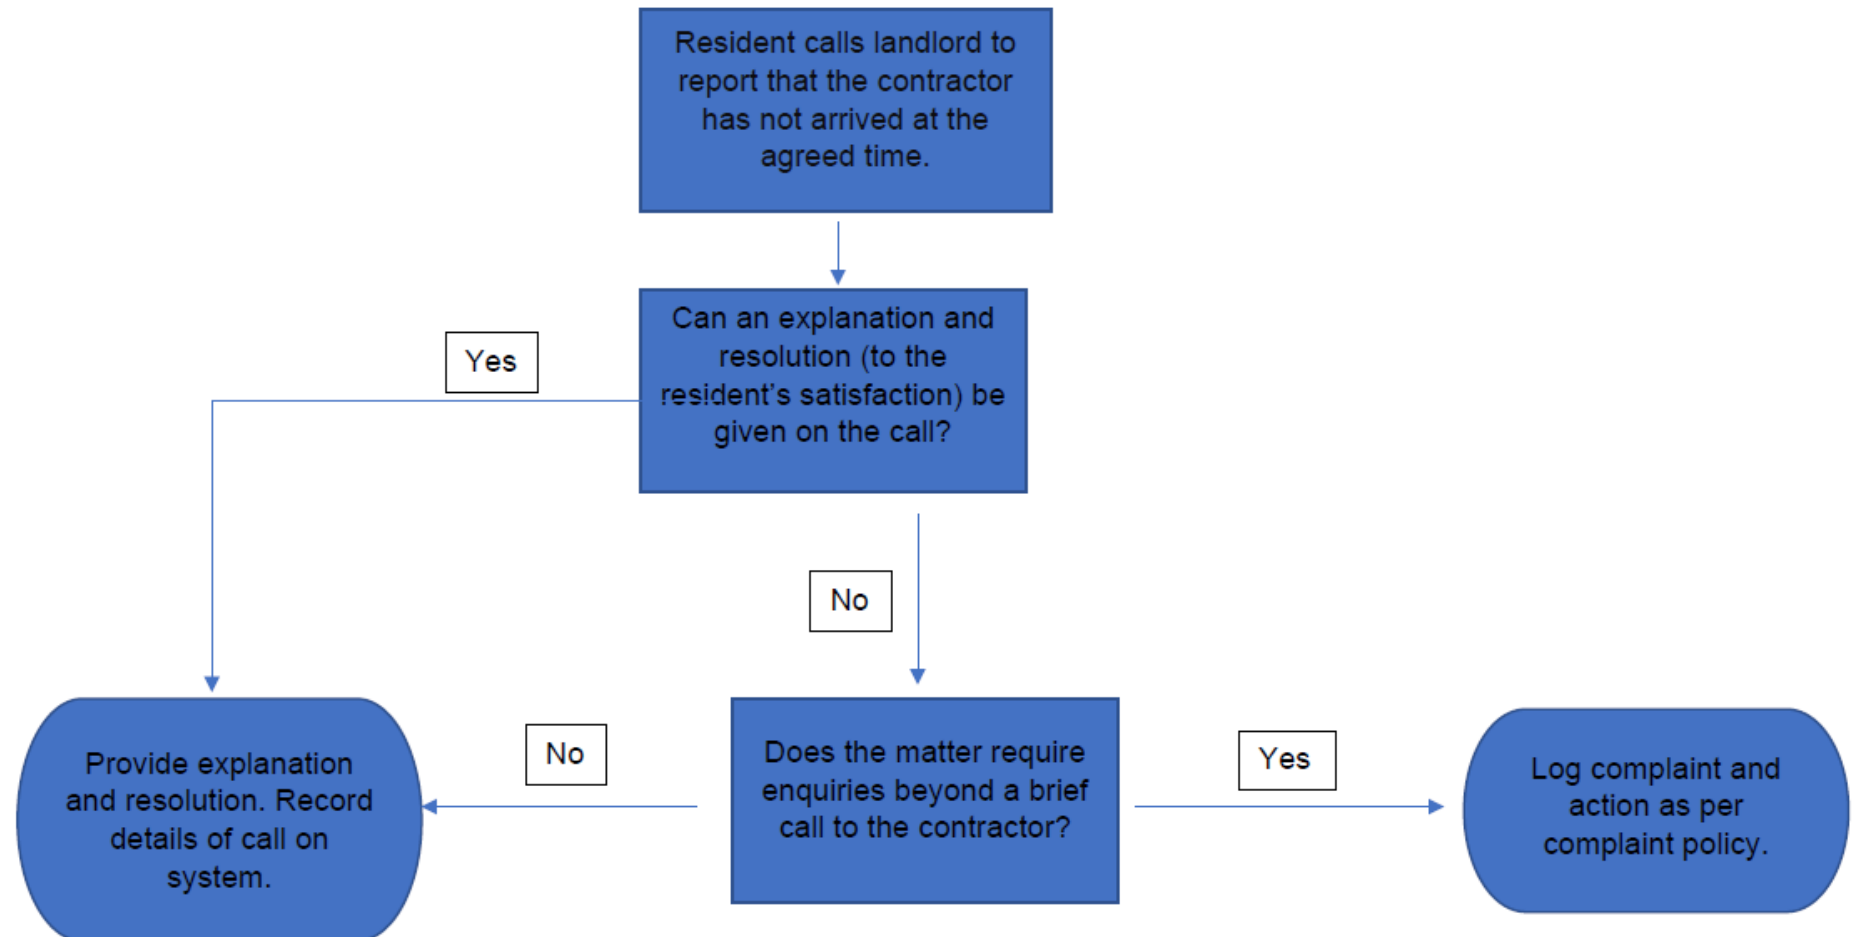 Resident calls landlord to
report that the contractor
has not arrived at the
agreed time.
Can an explanation and
resolution (to the
resident's satisfaction) be
given on the call?
Yes
No
Provide explanation
and resolution. Record
details of call on
system.
No
Does the matter require
enquiries beyond a brief
call to the contractor?
Yes
Log complaint and
action as per
complaint policy.